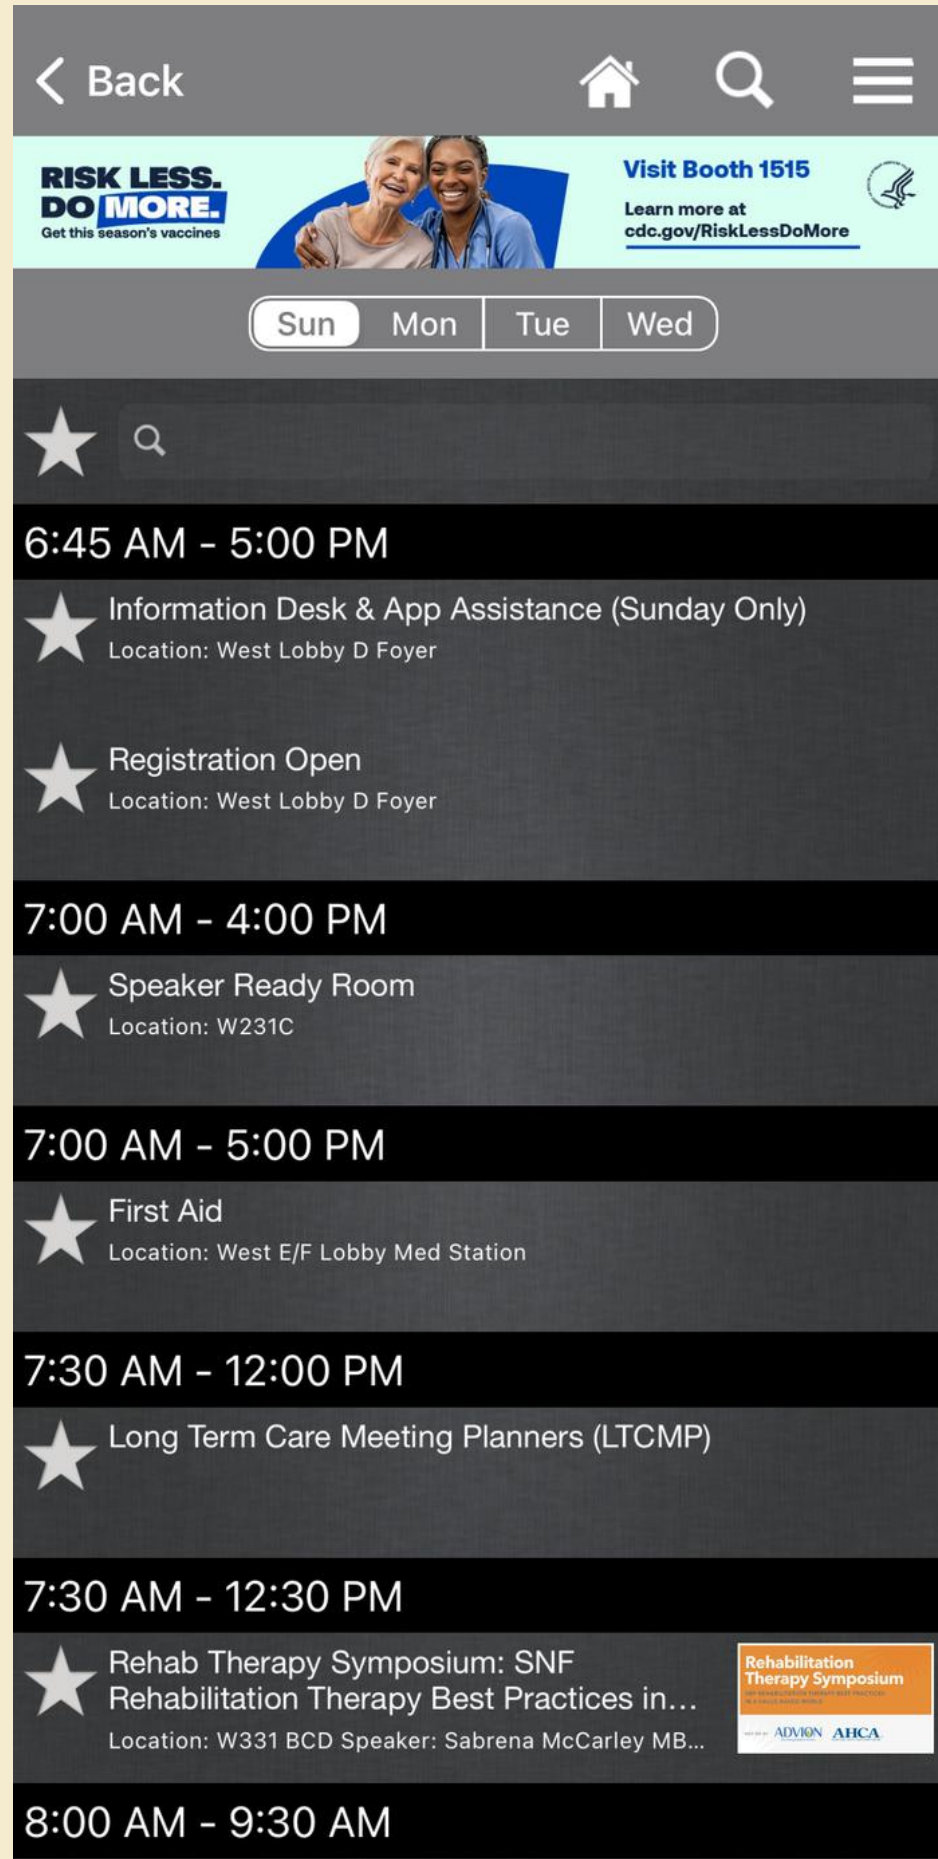 Back
RISK LESS.
DO MORE.
Get this season's vaccines
Visit Booth 1515
Learn more at
cdc.gov/RiskLessDoMore
Sun Mon Tue Wed
6:45 AM - 5:00 PM
Information Desk & App Assistance (Sunday Only)
Location: West Lobby D Foyer
Registration Open
Location: West Lobby D Foyer
7:00 AM - 4:00 PM
Speaker Ready Room
Location: W231C
7:00 AM - 5:00 PM
First Aid
Location: West E/F Lobby Med Station
7:30 AM - 12:00 PM
Long Term Care Meeting Planners (LTCMP)
7:30 AM - 12:30 PM
Rehab Therapy Symposium: SNF
Rehabilitation Therapy Best Practices in...
Location: W331 BCD Speaker: Sabrena McCarley MB...
Rehabilitation
Therapy Symposium
ADVION AHCA
8:00 AM - 9:30 AM